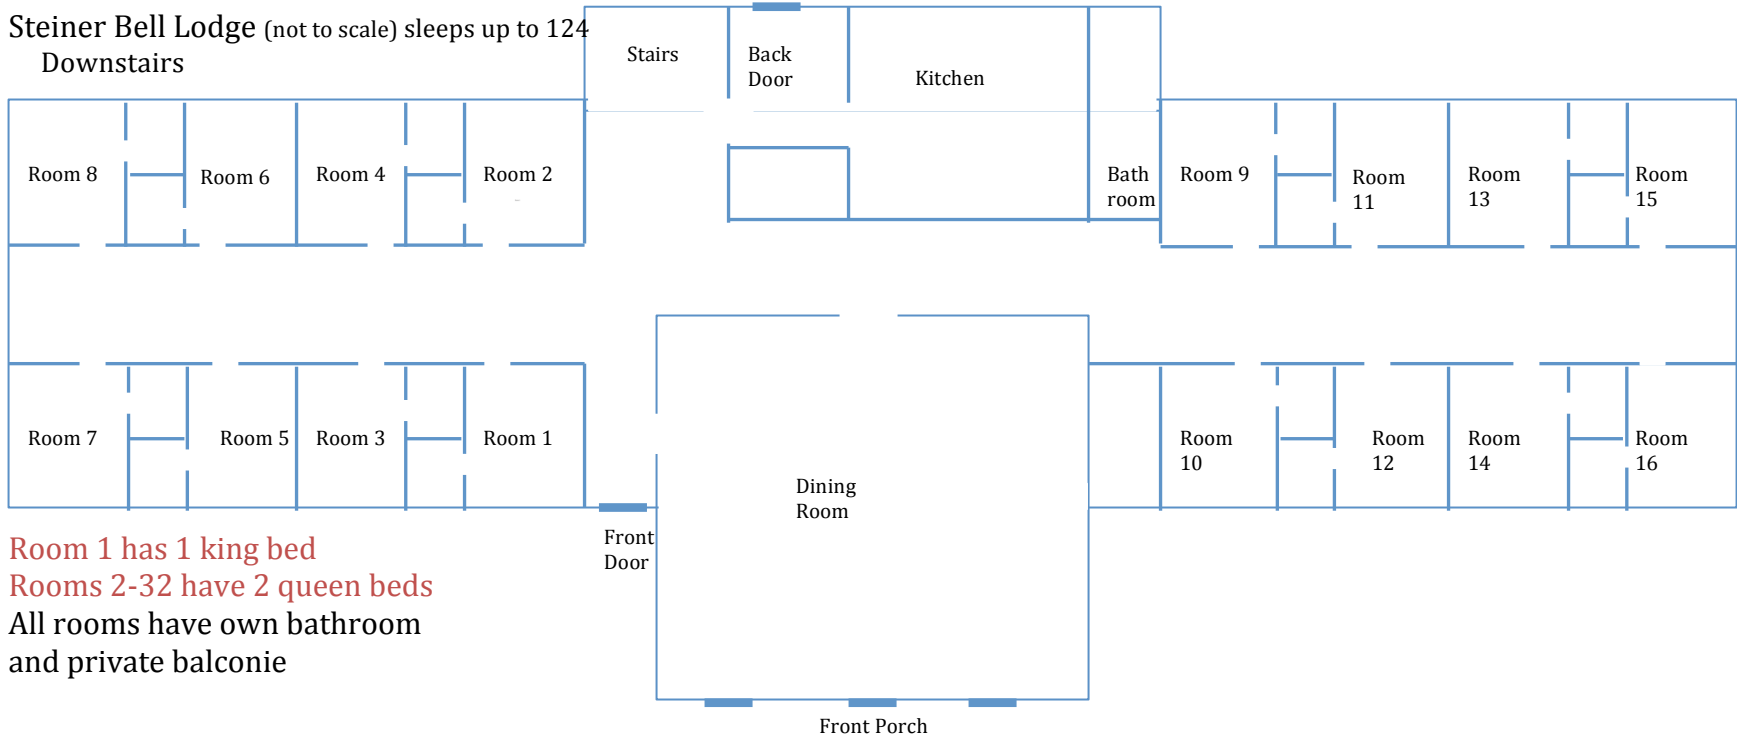 Steiner Bell Lodge (not to scale) sleeps up to 124
Downstairs
Stairs
Back
Door
Kitchen
Room 8
Room 6
Room 4
Room 2
Bath
room
Room 9
Room
11
Room
13
Room
15
Room 7
Room 5
Room 3
Room 1
Room
10
Room
12
Room
14
Room
16
Dining
Room
Front
Door
Room 1 has 1 king bed
Rooms 2-32 have 2 queen beds
All rooms have own bathroom
and private balconie
Front Porch